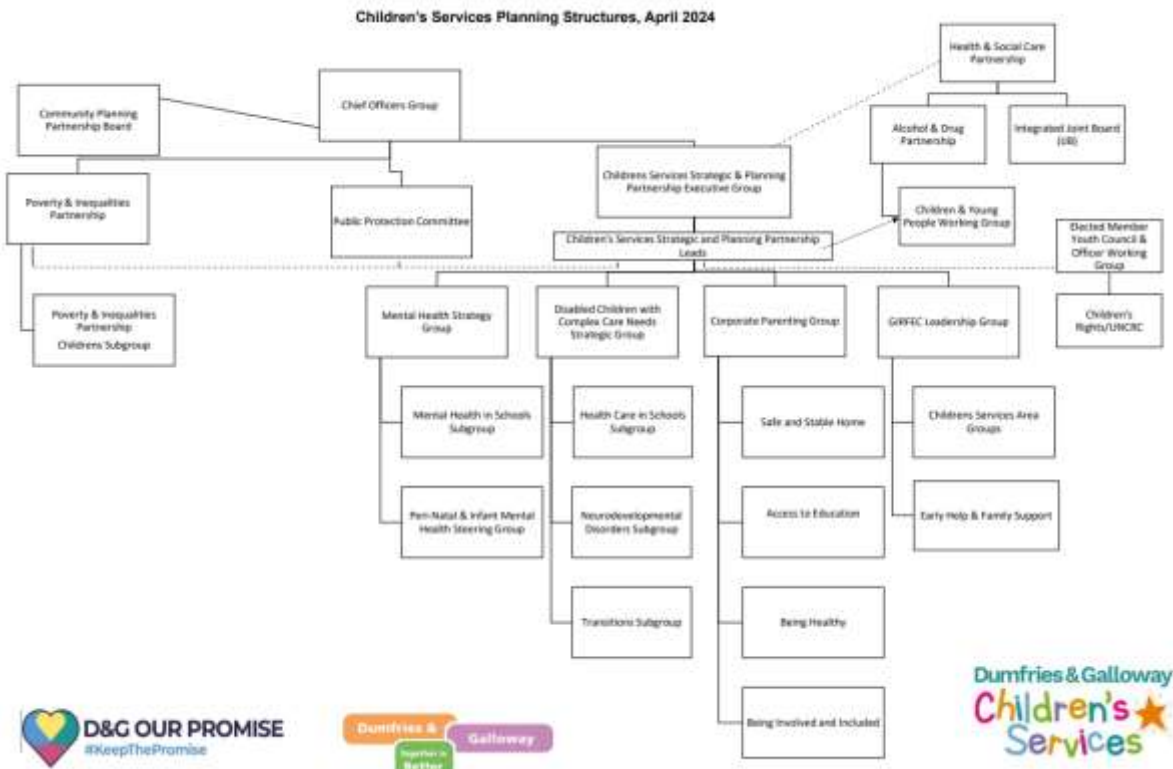 Children's Services Planning Structures, April 2024
Health & Social Care
Partnership
Community Planning
Partnership Board
Chief Officers Group
Alcohol & Drug
Partnership
Integrated Joint Board
(IJB)
Childrens Services Strategic & Planning
Partnership Executive Group
Poverty & Inequalities
Partnership
Public Protection Committee
Children & Young
People Working Group
Children's Services Strategic and Planning Partnership
Leads
Elected Member
Youth Council &
Officer Working
Group
Poverty & Inequalities
Partnership
Childrens Subgroup
Mental Health Strategy
Group
Disabled Children with
Complex Care Needs
Strategic Group
Corporate Parenting Group
GIRFEC Leadership Group
Children's
Rights/UNCRC
Mental Health in Schools
Subgroup
Health Care in Schools
Subgroup
Safe and Stable Home
Childrens Services Area
Groups
Peri-Natal & Infant Mental
Health Steering Group
Neurodevelopmental
Disorders Subgroup
Access to Education
Early Help & Family Support
Transitions Subgroup
Being Healthy
Being Involved and Included
D&G OUR PROMISE
#KeepThePromise
Dumfries &
Galloway
Together is
Better
Dumfries & Galloway
Children's
Services